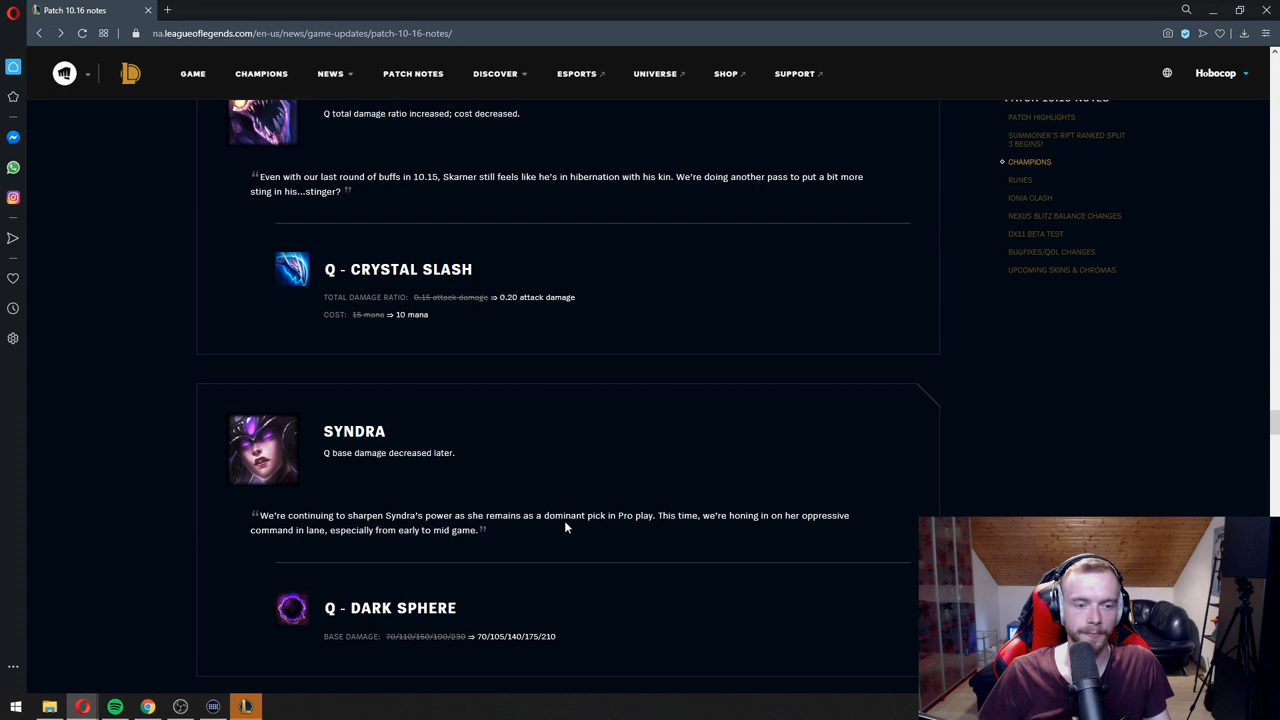 Patch 10.16 notes
na.leagueoflegends.com/en-us/news/game-updates/patch-10-16-notes/
GAME CHAMPIONS NEWS PATCH NOTES DISCOVER ESPORTS UNIVERSE SHOP SUPPORT Hobocop
PATCH 10.16 NOTES
PATCH HIGHLIGHTS
SUMMONER'S RIFT RANKED SPLIT
3 BEGINS!
CHAMPIONS
RUNES
IONIA CLASH
NEXUS BLITZ BALANCE CHANGES
DX11 BETA TEST
BUGFIXES/QOL CHANGES
UPCOMING SKINS & CHROMAS
Q total damage ratio increased; cost decreased.
“Even with our last round of buffs in 10.15, Skarner still feels like he's in hibernation with his kin. We're doing another pass to put a bit more
sting in his...stinger? ”
Q - CRYSTAL SLASH
TOTAL DAMAGE RATIO: 0.15 attack damage ⇒ 0.20 attack damage
COST: 15 mana ⇒ 10 mana
SYNDRA
Q base damage decreased later.
“We're continuing to sharpen Syndra's power as she remains as a dominant pick in Pro play. This time, we're honing in on her oppressive
command in lane, especially from early to mid game.”
Q - DARK SPHERE
BASE DAMAGE: 70/110/150/190/230 ⇒ 70/105/140/175/210